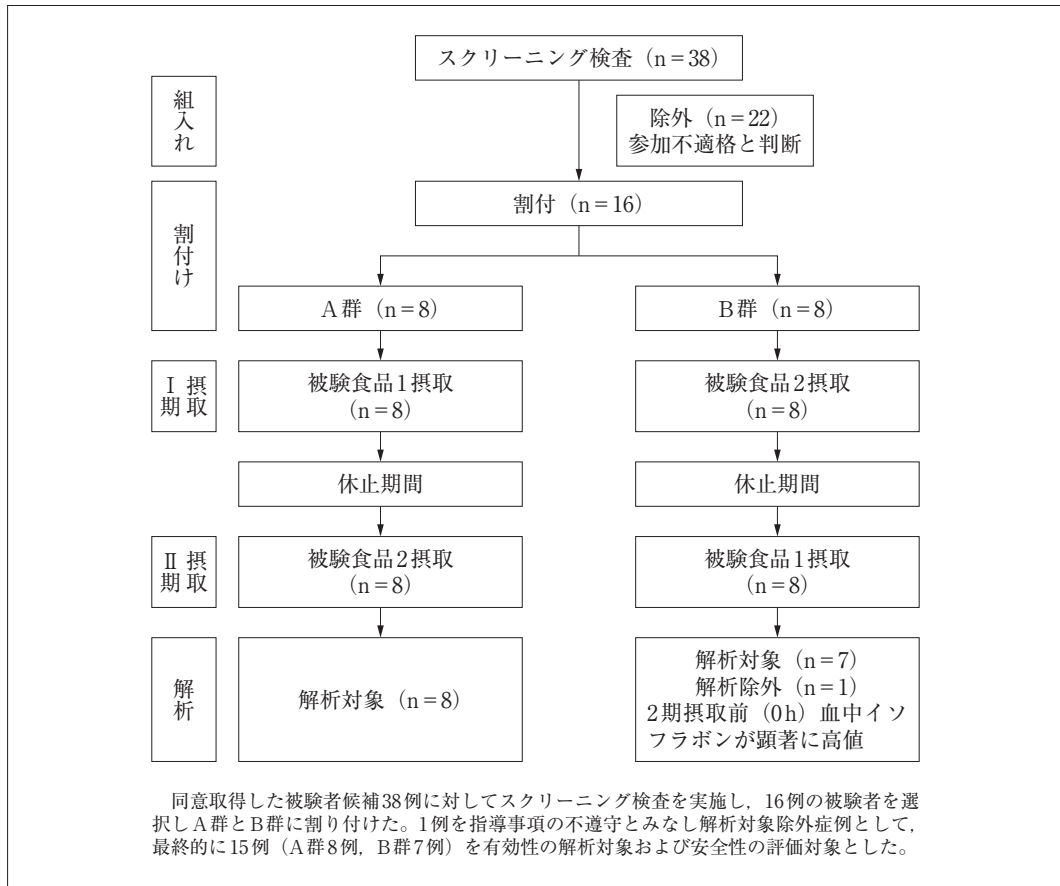 スクリーニング検査（n＝38）
組入れ
除外（n＝22）
参加不適格と判断
割付け
割付（n＝16）
A群（n＝8）
B群（n＝8）
Ⅰ期
摂取
被験食品1摂取
（n＝8）
被験食品2摂取
（n＝8）
休止期間
休止期間
Ⅱ期
摂取
被験食品2摂取
（n＝8）
被験食品1摂取
（n＝8）
解析
解析対象（n＝8）
解析対象（n＝7）
解析除外（n＝1）
2期摂取前（0h）血中イソ
フラボンが顕著に高値
同意取得した被験者候補38例に対してスクリーニング検査を実施し，16例の被験者を選
択しA群とB群に割り付けた。1例を指導事項の不遵守とみなし解析対象除外症例として，
最終的に15例（A群8例，B群7例）を有効性の解析対象および安全性の評価対象とした。